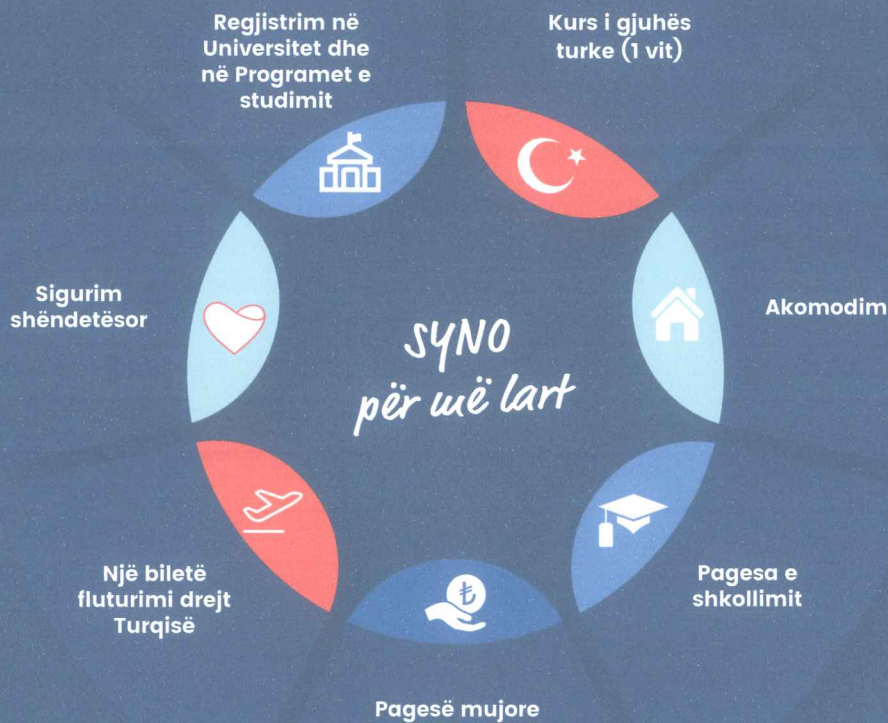 Regjistrim në
Universitet dhe
në Programet e
studimit
Kurs i gjuhës
turke (1 vit)
Sigurim
shëndetësor
Akomodim
SYNO
për më lart
Një biletë
fluturimi drejt
Turqisë
Pagesa e
shkollimit
Pagesë mujore